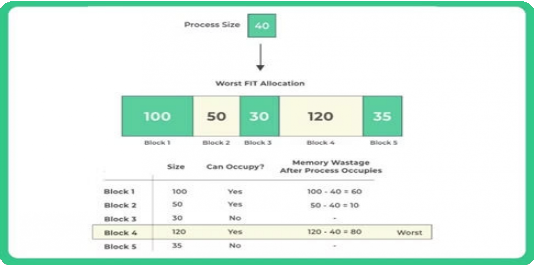 Process Size 40
Worst FIT Allocation
100 50 30 120 35
Block 1 Block 2 Block 3 Block 4 Block 5
Size Can Occupy? Memory Wastage
After Process Occupies
Block 1 100 Yes 100 - 40 = 60
Block 2 50 Yes 50 - 40 = 10
Block 3 30 No -
Block 4 120 Yes 120 - 40 = 80 Worst
Block 5 35 No -